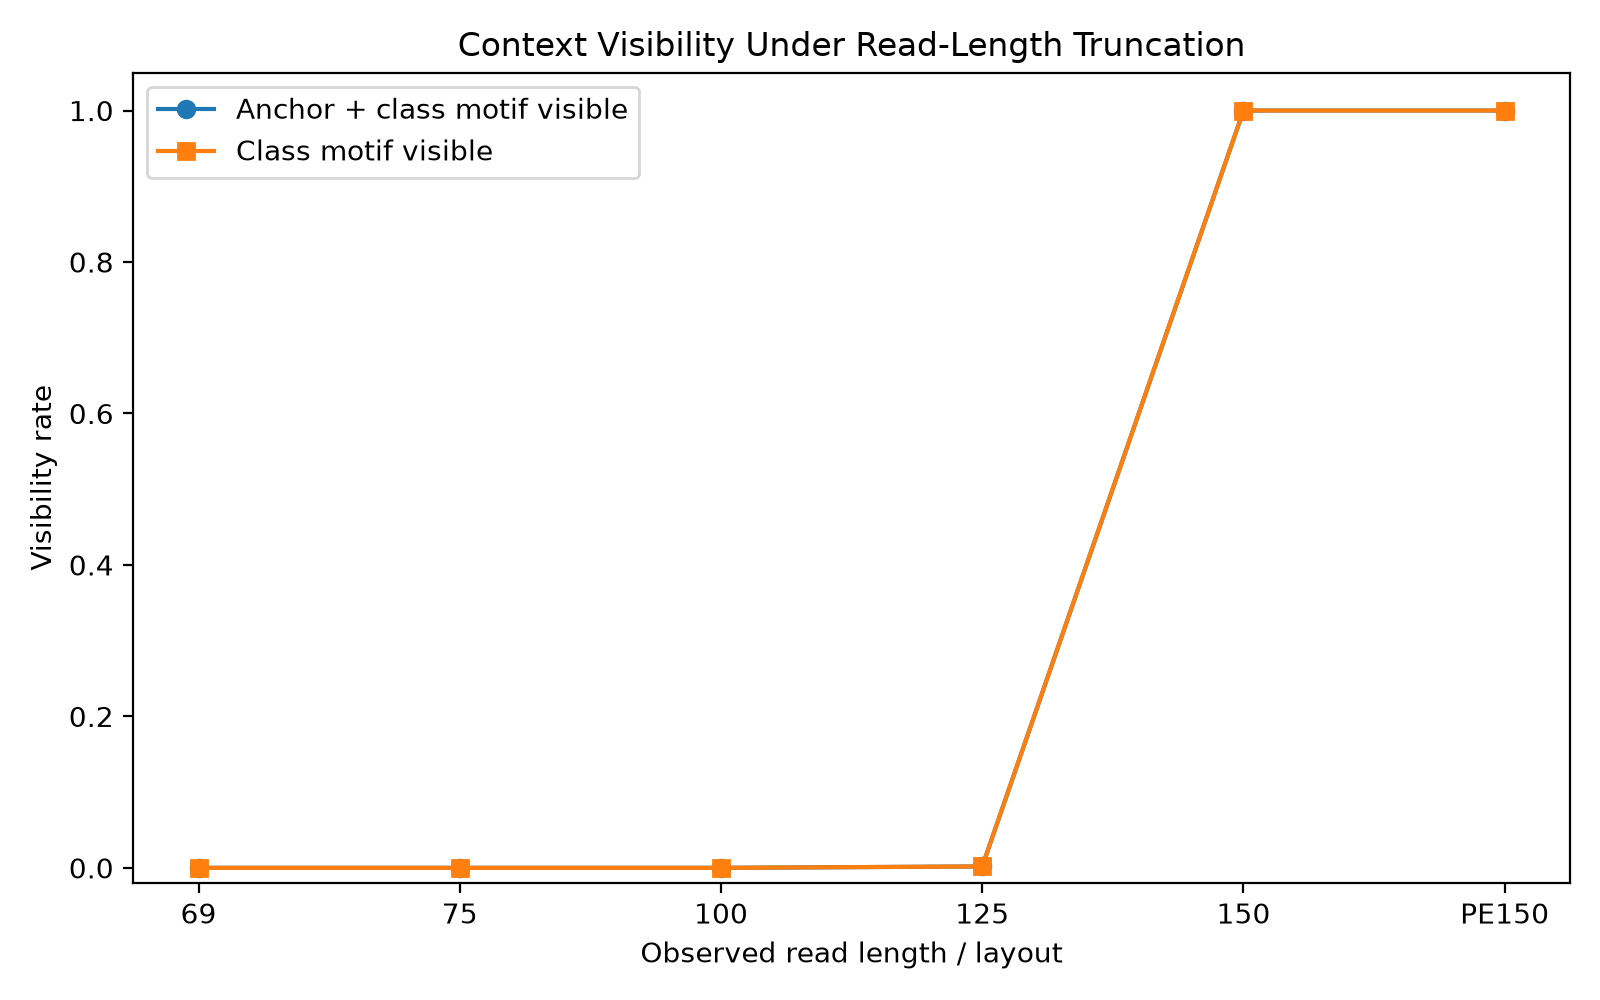 Context Visibility Under Read-Length Truncation
Anchor + class motif visible
Class motif visible
Visibility rate
1.0
0.8
0.6
0.4
0.2
0.0
69 75 100 125 150 PE150
Observed read length / layout